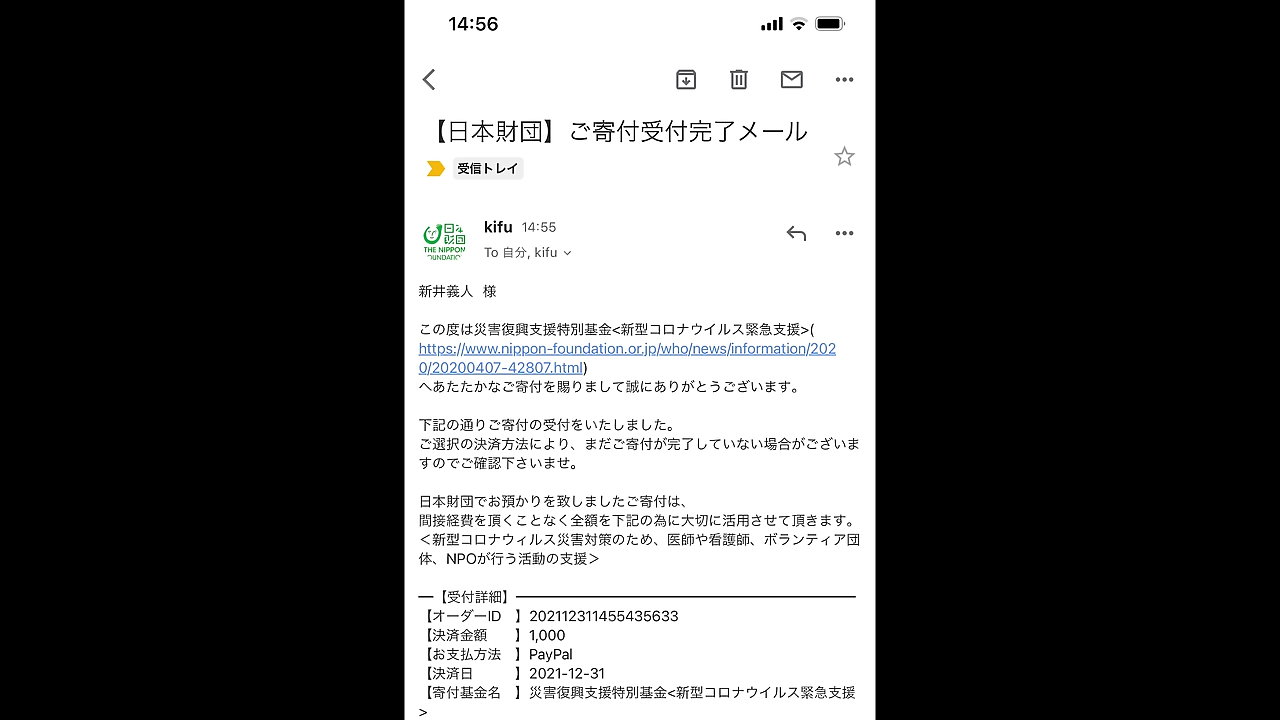 14:56
【日本財団】ご寄付受付完了メール
受信トレイ
日本財団
THE NIPPON
FOUNDATION
kifu 14:55
To 自分, kifu
新井義人 様
この度は災害復興支援特別基金<新型コロナウイルス緊急支援>(
https://www.nippon-foundation.or.jp/who/news/information/202
0/20200407-42807.html)
へあたたかなご寄付を賜りまして誠にありがとうございます。
下記の通りご寄付の受付をいたしました。
ご選択の決済方法により、まだご寄付が完了していない場合がございま
すのでご確認下さいませ。
日本財団でお預かりを致しましたご寄付は、
間接経費を頂くことなく全額を下記の為に大切に活用させて頂きます。
＜新型コロナウィルス災害対策のため、医師や看護師、ボランティア団
体、NPOが行う活動の支援＞
━【受付詳細】━━━━━━━━━━━━━━━━━━━━━━
【オーダーID　】202112311455435633
【決済金額　　】1,000
【お支払方法　】PayPal
【決済日　　　】2021-12-31
【寄付基金名　】災害復興支援特別基金<新型コロナウイルス緊急支援
>